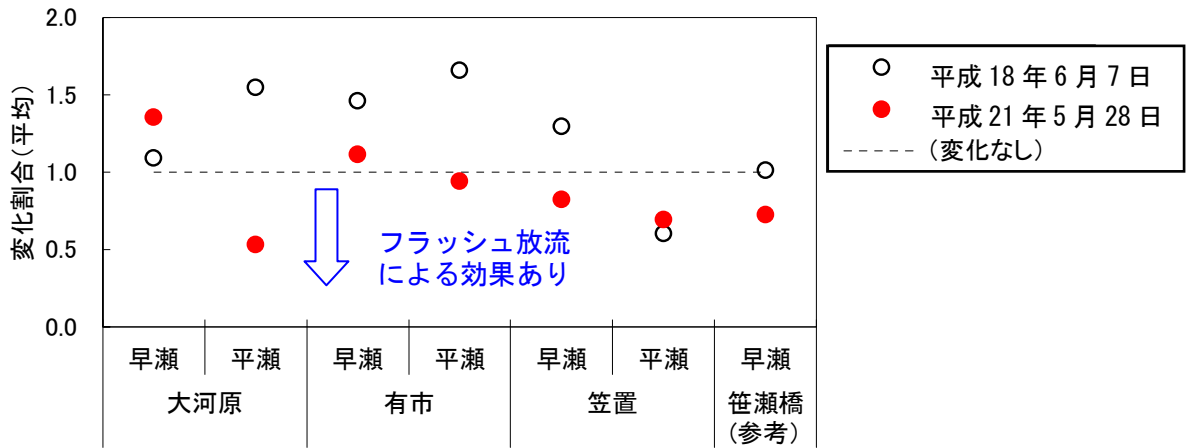 変化割合(平均)
2.0
1.5
1.0
0.5
0.0
フラッシュ放流
による効果あり
早瀬 平瀬 早瀬 平瀬 早瀬 平瀬 早瀬
大河原 有市 笠置 笹瀬橋
(参考)
平成 18 年 6 月 7 日
平成 21 年 5 月 28 日
(変化なし)